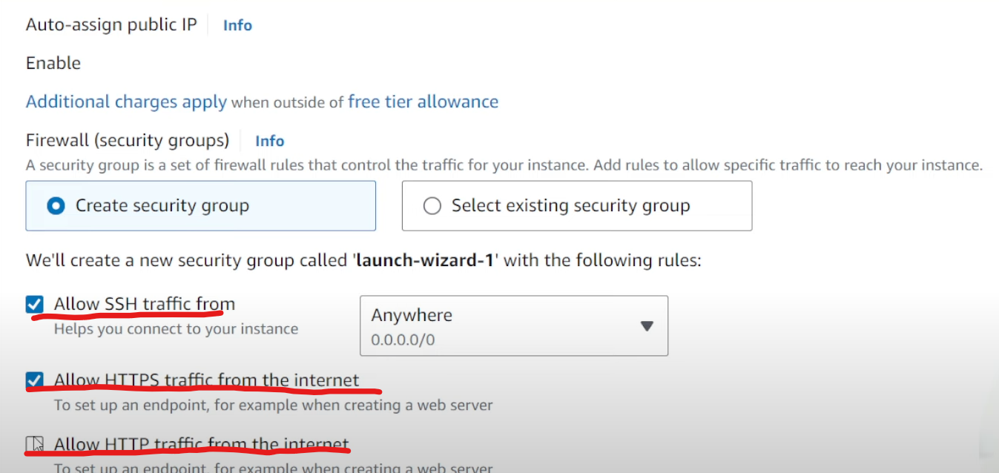 Auto-assign public IP Info
Enable
Additional charges apply when outside of free tier allowance
Firewall (security groups) Info
A security group is a set of firewall rules that control the traffic for your instance. Add rules to allow specific traffic to reach your instance.
Create security group Select existing security group
We'll create a new security group called 'launch-wizard-1' with the following rules:
Allow SSH traffic from
Helps you connect to your instance
Anywhere
0.0.0.0/0
Allow HTTPS traffic from the internet
To set up an endpoint, for example when creating a web server
Allow HTTP traffic from the internet
To set up an endpoint, for example when creating a web server